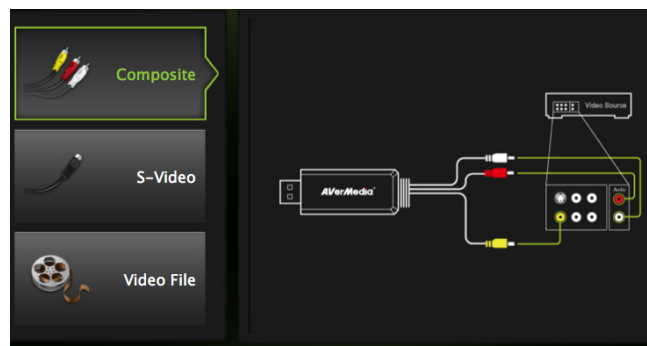 Composite
S-Video
Video File
AVerMedia®
Video Source
Audio